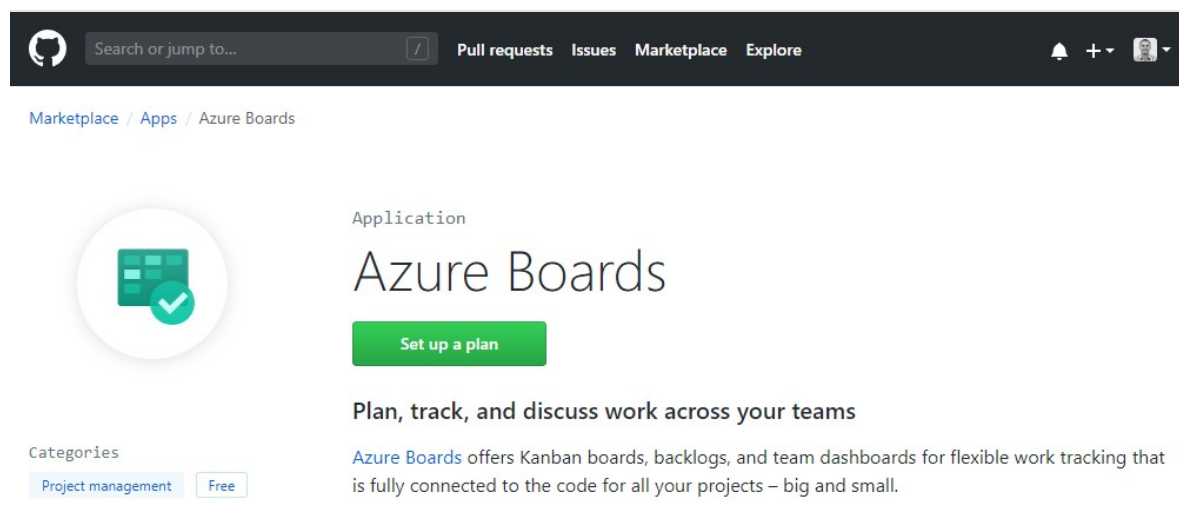 Search or jump to... /
Pull requests Issues Marketplace Explore
Marketplace / Apps / Azure Boards
Application
Azure Boards
Set up a plan
Plan, track, and discuss work across your teams
Categories
Project management Free
Azure Boards offers Kanban boards, backlogs, and team dashboards for flexible work tracking that
is fully connected to the code for all your projects – big and small.